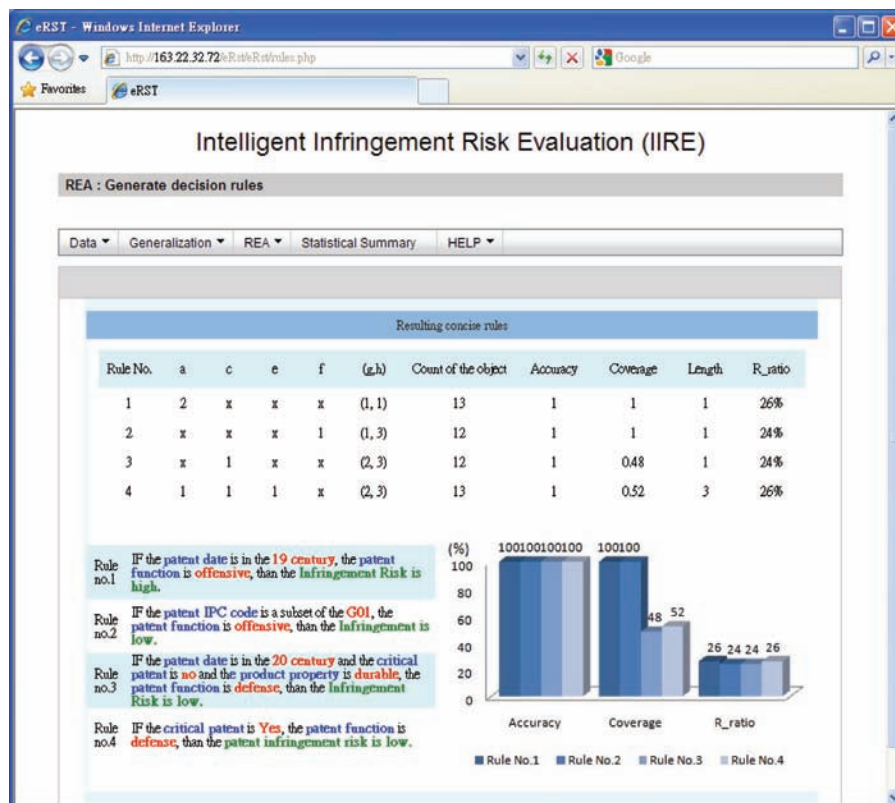 eRST - Windows Internet Explorer
http://163.22.32.72/eRst/eRst/rules.php
Google
Favorites
eRST
Intelligent Infringement Risk Evaluation (IIRE)
REA : Generate decision rules
Data Generalization REA Statistical Summary HELP
Resulting concise rules
Rule No. a c e f (g,h) Count of the object Accuracy Coverage Length R_ratio
1 2 x x x (1, 1) 13 1 1 1 26%
2 x x x 1 (1, 3) 12 1 1 1 24%
3 x 1 x x (2, 3) 12 1 0.48 1 24%
4 1 1 1 x (2, 3) 13 1 0.52 3 26%
Rule no.1 IF the patent date is in the 19 century, the patent
function is offensive, than the Infringement Risk is
high.
Rule no.2 IF the patent IPC code is a subset of the G01, the
patent function is offensive, than the Infringement is
low.
Rule no.3 IF the patent date is in the 20 century and the critical
patent is no and the product property is durable, the
patent function is defense, than the Infringement
Risk is low.
Rule no.4 IF the critical patent is Yes, the patent function is
defense, than the patent infringement risk is low.
(%)
100
80
60
40
20
0
100 100 100 100
100 100 48 52
26 24 24 26
Accuracy Coverage R_ratio
Rule No.1 Rule No.2 Rule No.3 Rule No.4